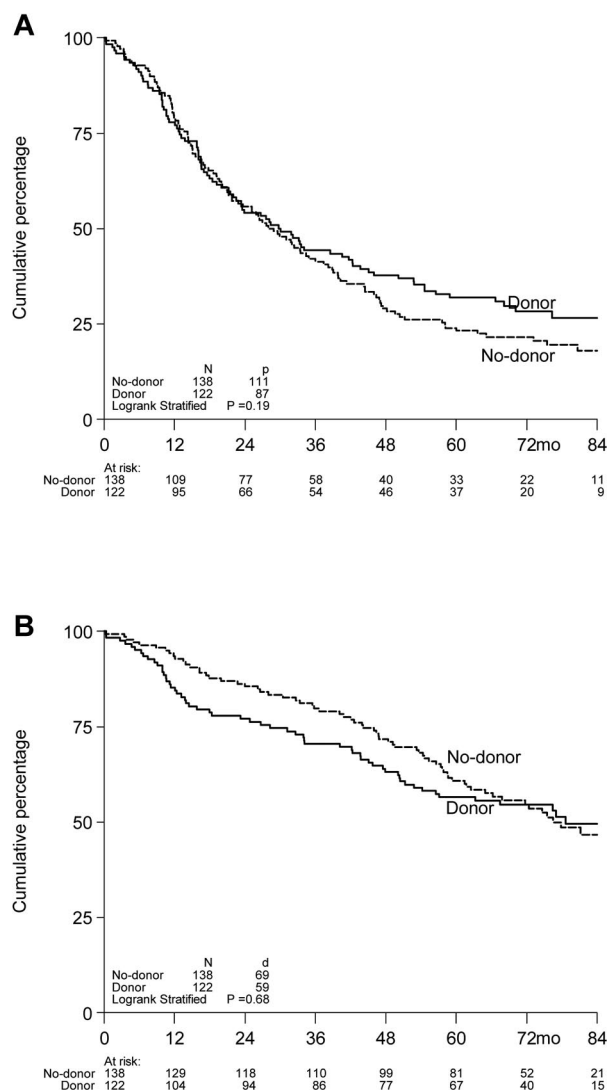 A
100
75
50
25
0
Cumulative percentage
Donor
No-donor
N p
No-donor 138 111
Donor 122 87
Logrank Stratified P =0.19
0 12 24 36 48 60 72mo 84
At risk:
No-donor 138 109 77 58 40 33 22 11
Donor 122 95 66 54 46 37 20 9
B
100
75
50
25
0
Cumulative percentage
No-donor
Donor
N d
No-donor 138 69
Donor 122 59
Logrank Stratified P =0.68
0 12 24 36 48 60 72mo 84
At risk:
No-donor 138 129 118 110 99 81 52 21
Donor 122 104 94 86 77 67 40 15